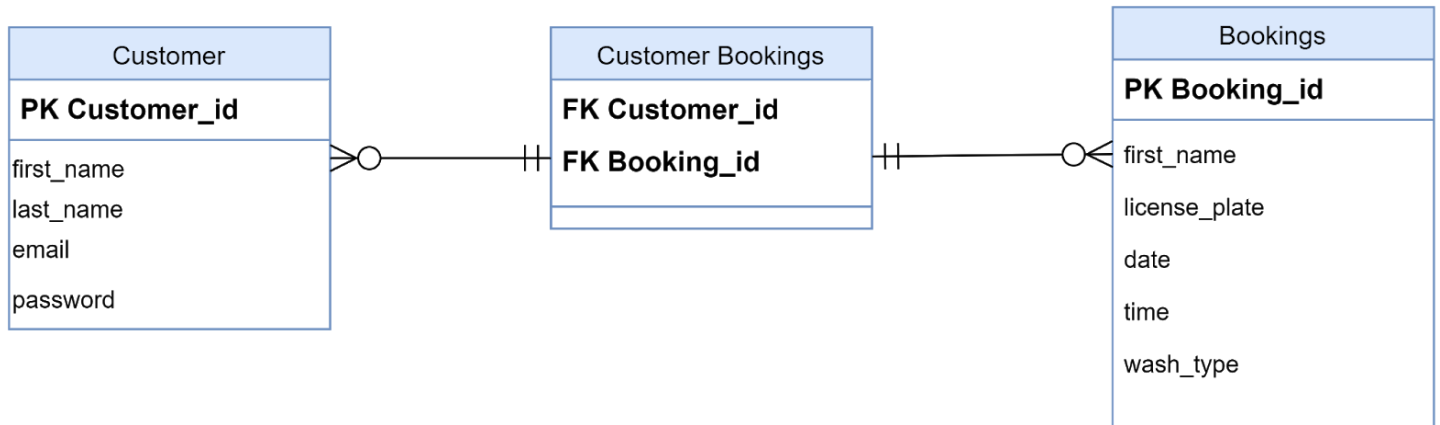 Customer
PK Customer_id
first_name
last_name
email
password
Customer Bookings
FK Customer_id
FK Booking_id
Bookings
PK Booking_id
first_name
license_plate
date
time
wash_type